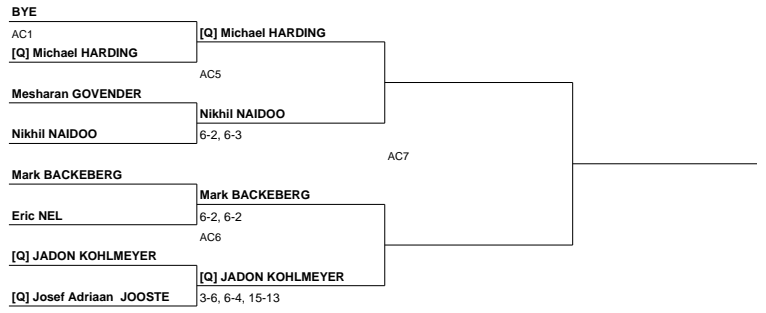 BYE
AC1
[Q] Michael HARDING
[Q] Michael HARDING
AC5
Mesharan GOVENDER
Nikhil NAIDOO
Nikhil NAIDOO
6-2, 6-3
AC7
Mark BACKEBERG
Mark BACKEBERG
Eric NEL
6-2, 6-2
AC6
[Q] JADON KOHLMEYER
[Q] JADON KOHLMEYER
[Q] Josef Adriaan JOOSTE
3-6, 6-4, 15-13